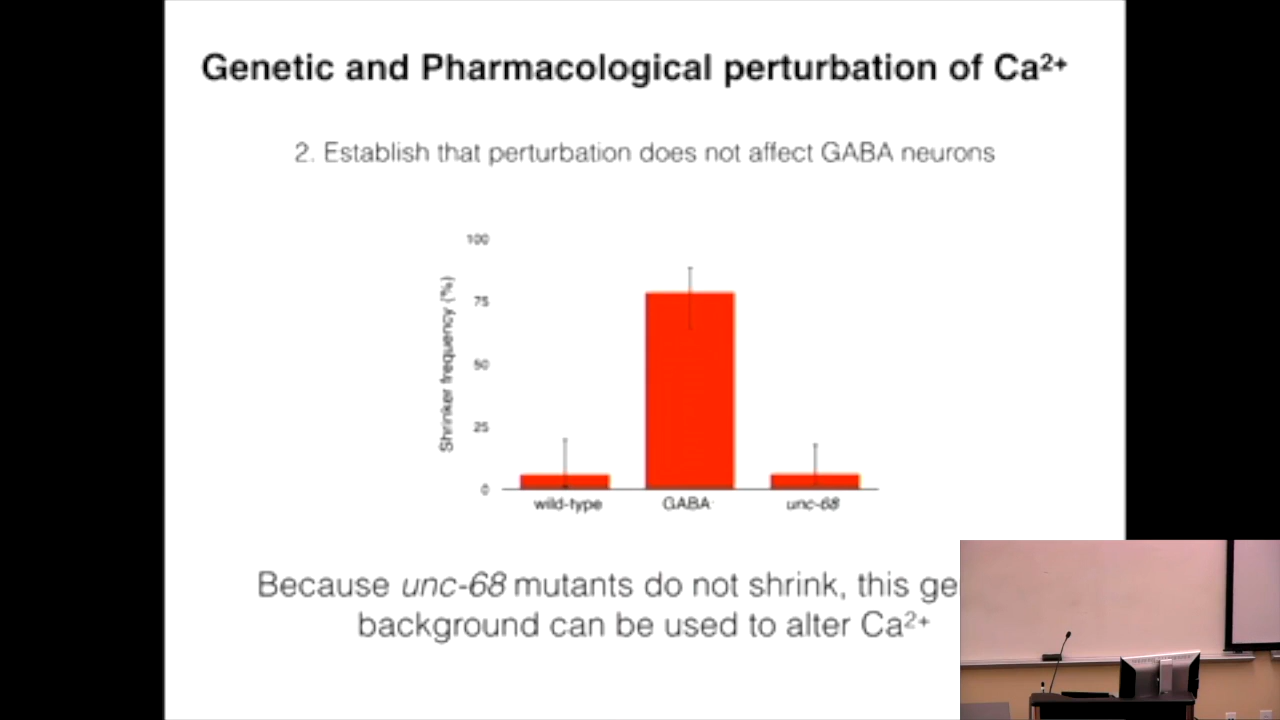 Genetic and Pharmacological perturbation of Ca²⁺
2. Establish that perturbation does not affect GABA neurons
100
75
50
25
0
Shrinker frequency (%)
wild-type GABA unc-68
Because unc-68 mutants do not shrink, this ge
background can be used to alter Ca²⁺